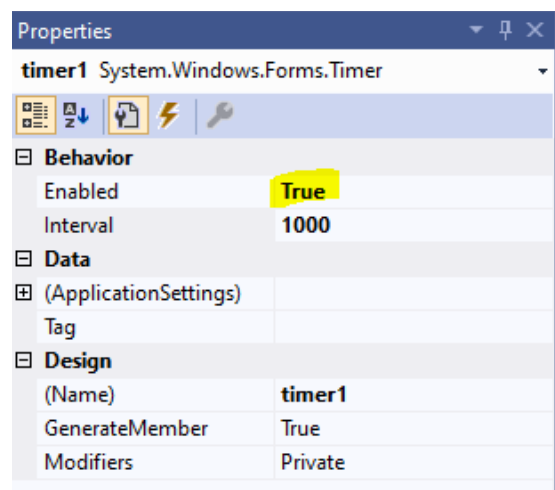 Properties
timer1 System.Windows.Forms.Timer
Behavior
Enabled True
Interval 1000
Data
(ApplicationSettings)
Tag
Design
(Name) timer1
GenerateMember True
Modifiers Private